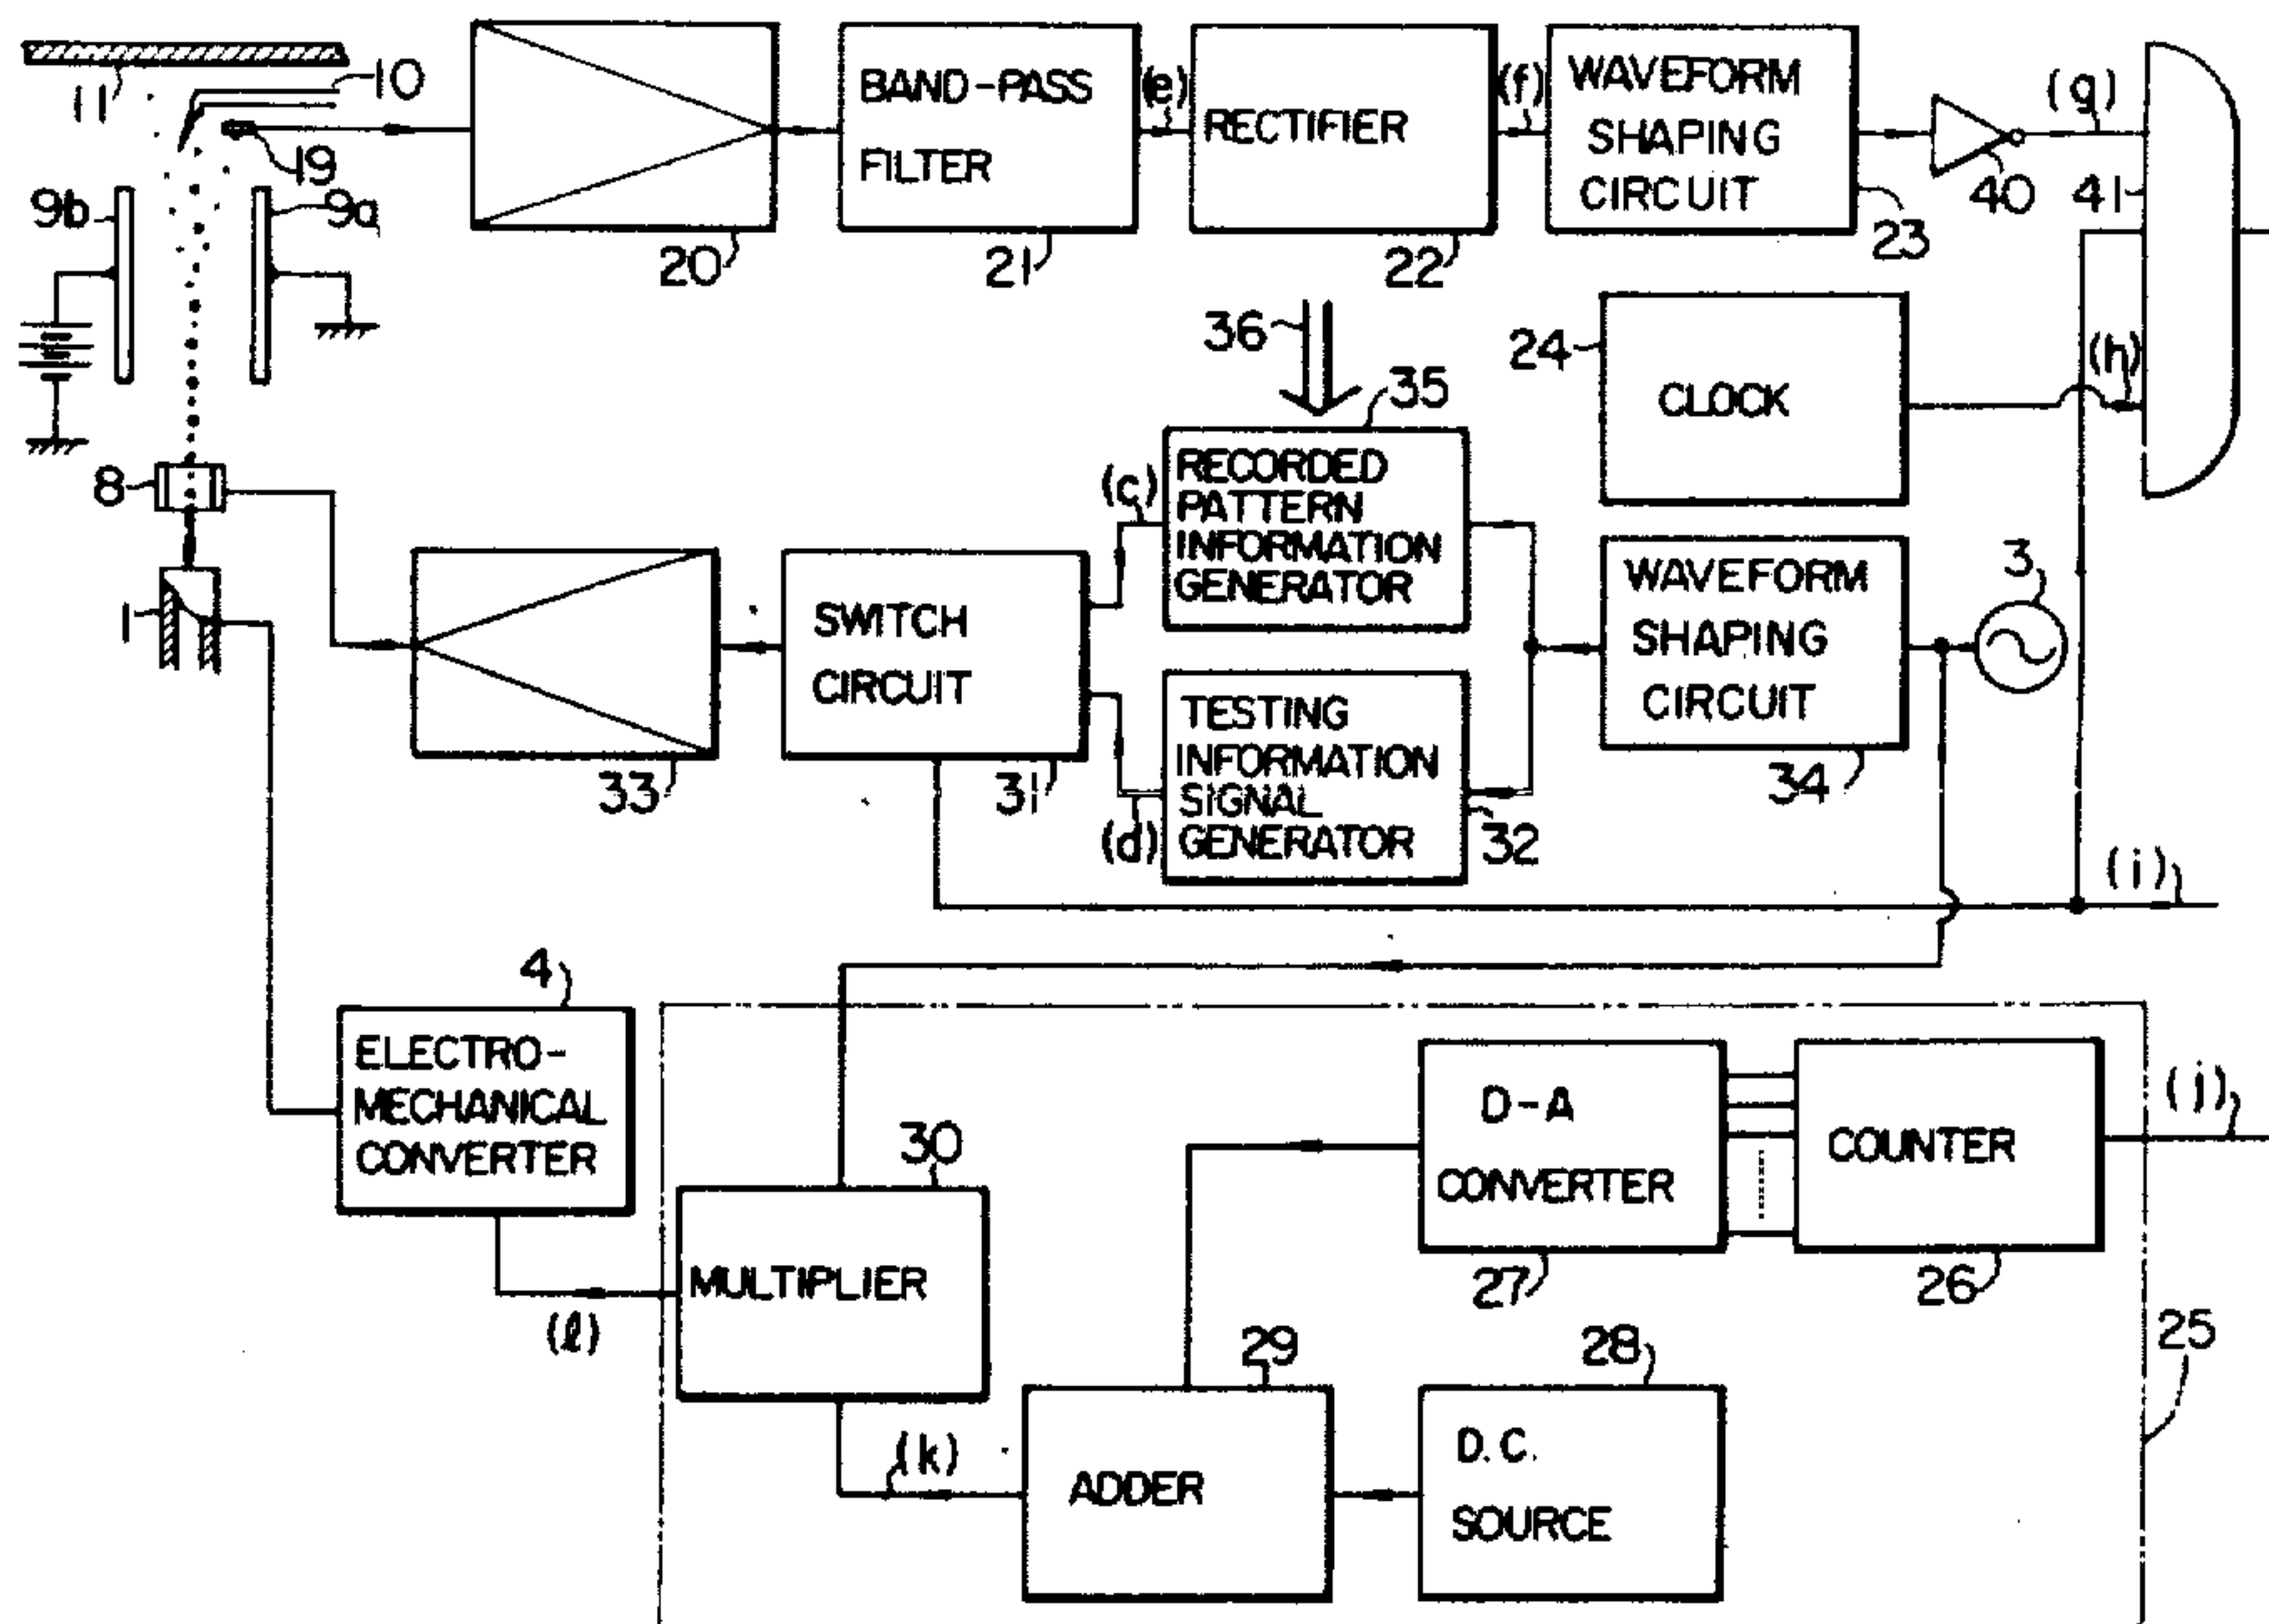 11
10
19
9b
9a
20
BAND-PASS
FILTER
21
(e)
RECTIFIER
22
(f)
WAVEFORM
SHAPING
CIRCUIT
23
40
(g)
41
36
24
CLOCK
(h)
8
1
33
SWITCH
CIRCUIT
31
(c)
35
RECORDED
PATTERN
INFORMATION
GENERATOR
(d)
TESTING
INFORMATION
SIGNAL
GENERATOR
32
WAVEFORM
SHAPING
CIRCUIT
34
3
(i)
4
ELECTRO-
MECHANICAL
CONVERTER
(l)
30
MULTIPLIER
(k)
D-A
CONVERTER
27
COUNTER
26
(j)
25
29
ADDER
28
D.C.
SOURCE